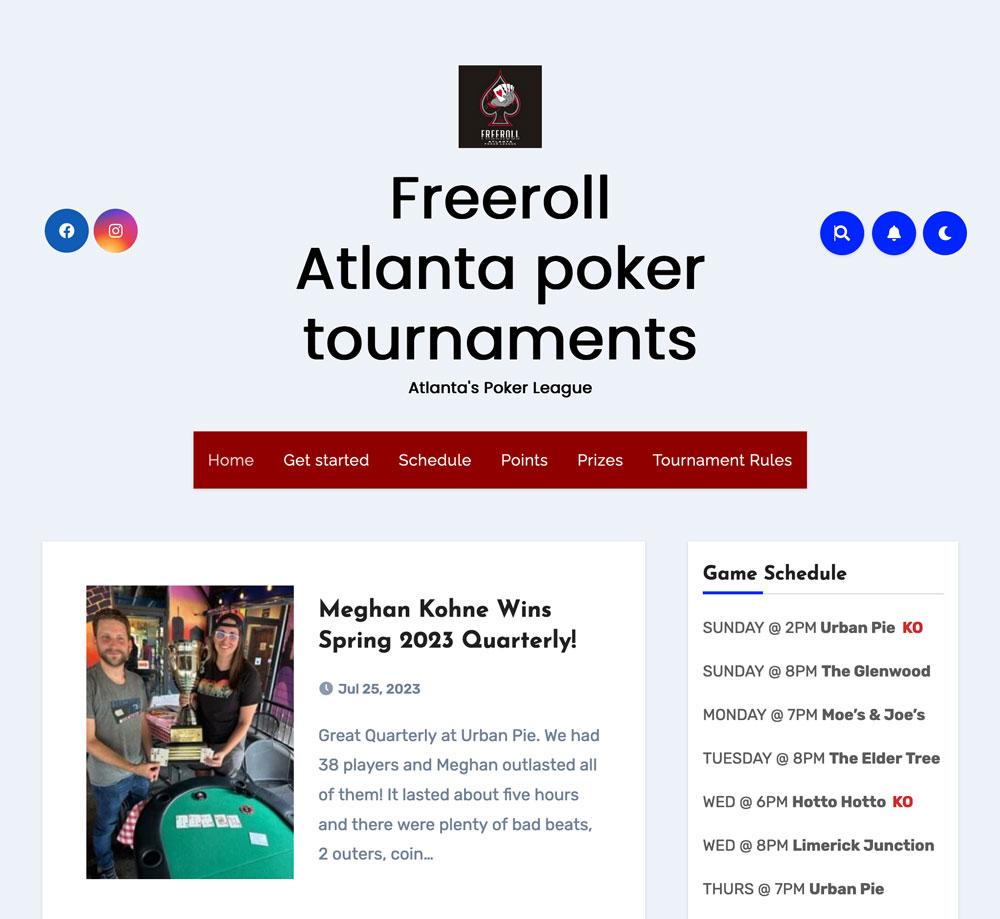 FREEROLL
ATLANTA
POKER LEAGUE
Freeroll
Atlanta poker
tournaments
Atlanta's Poker League
Home Get started Schedule Points Prizes Tournament Rules
Meghan Kohne Wins
Spring 2023 Quarterly!
Jul 25, 2023
Great Quarterly at Urban Pie. We had
38 players and Meghan outlasted all
of them! It lasted about five hours
and there were plenty of bad beats,
2 outers, coin…
Game Schedule
SUNDAY @ 2PM Urban Pie KO
SUNDAY @ 8PM The Glenwood
MONDAY @ 7PM Moe’s & Joe’s
TUESDAY @ 8PM The Elder Tree
WED @ 6PM Hotto Hotto KO
WED @ 8PM Limerick Junction
THURS @ 7PM Urban Pie